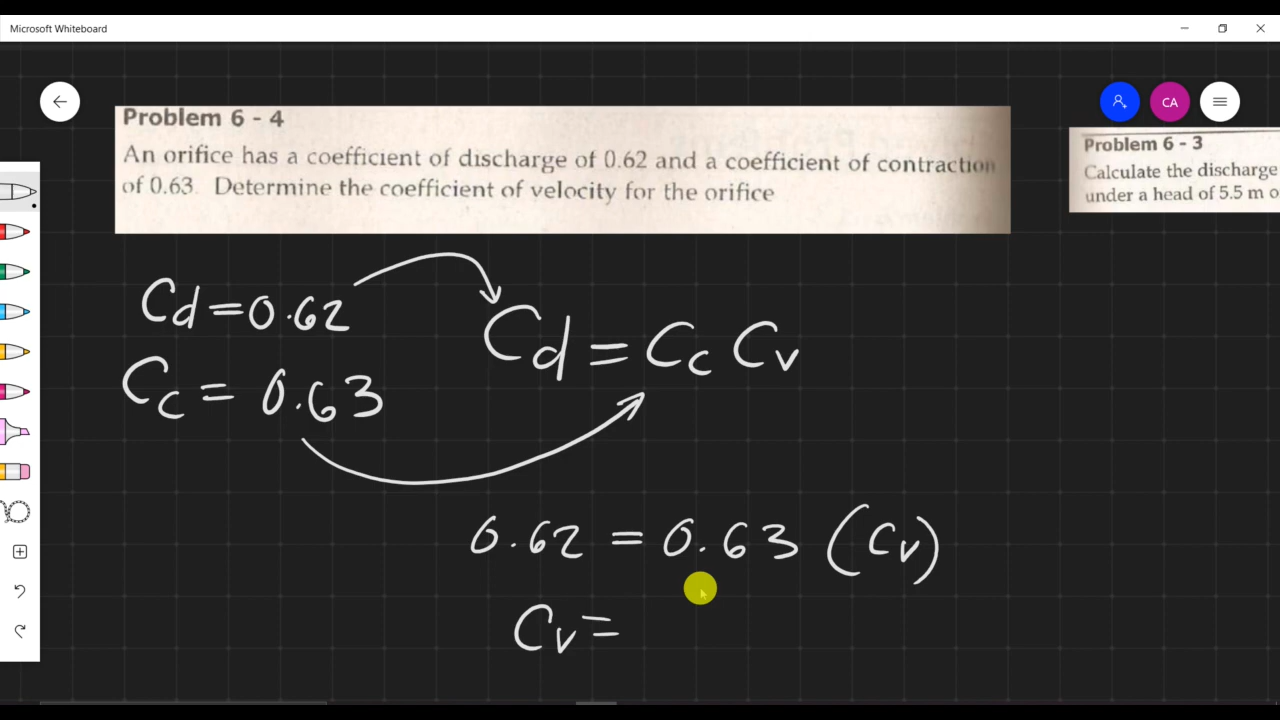 Microsoft Whiteboard
CA
Problem 6 - 4
An orifice has a coefficient of discharge of 0.62 and a coefficient of contraction
of 0.63. Determine the coefficient of velocity for the orifice
Problem 6 - 3
Calculate the discharge
under a head of 5.5 m o
Cd = 0.62
Cc = 0.63
Cd = Cc Cv
0.62 = 0.63 (Cv)
Cv =